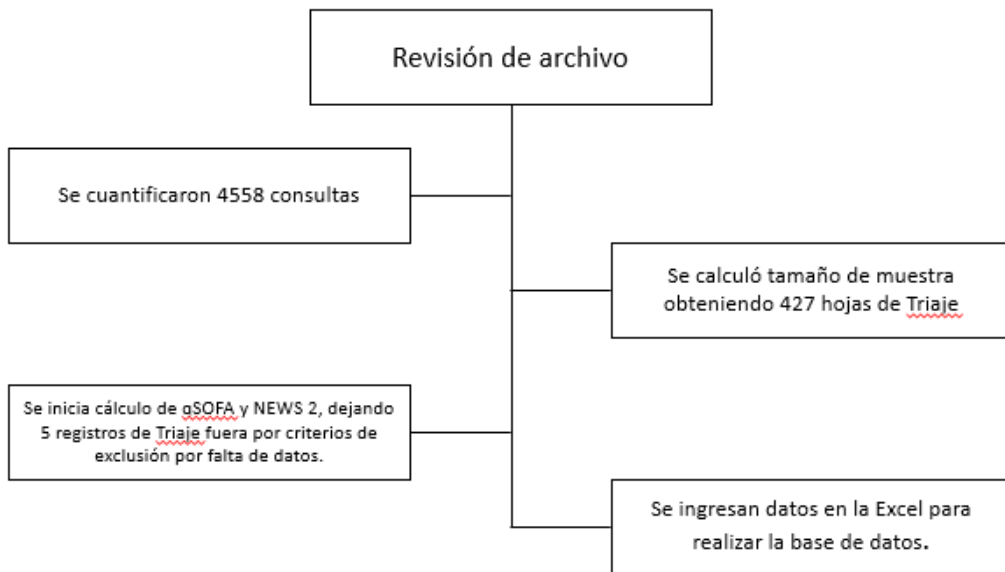 Revisión de archivo
Se cuantificaron 4558 consultas
Se calculó tamaño de muestra
obteniendo 427 hojas de Triaje
Se inicia cálculo de qSOFA y NEWS 2, dejando
5 registros de Triaje fuera por criterios de
exclusión por falta de datos.
Se ingresan datos en la Excel para
realizar la base de datos.